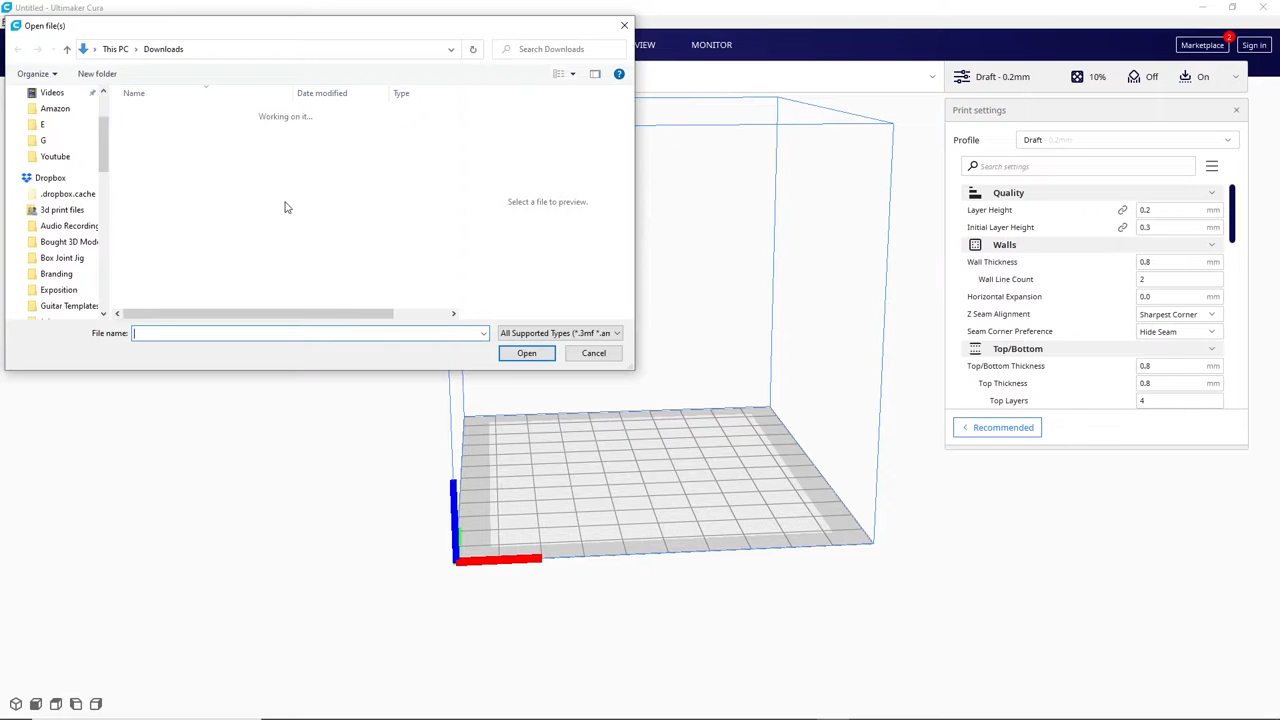 Untitled - Ultimaker Cura
Open file(s)
This PC > Downloads
Search Downloads
VIEW
MONITOR
Marketplace
2
Sign in
Organize
New folder
Draft - 0.2mm
10%
Off
On
Videos
Amazon
E
G
Youtube
Dropbox
.dropbox.cache
3d print files
Audio Recording
Bought 3D Mode
Box Joint Jig
Branding
Exposition
Guitar Templates
Name
Date modified
Type
Working on it...
Select a file to preview.
File name:
All Supported Types (*.3mf *.an
Open
Cancel
Print settings
Profile
Draft - 0.2mm
Search settings
Quality
Layer Height 0.2 mm
Initial Layer Height 0.3 mm
Walls
Wall Thickness 0.8 mm
Wall Line Count 2
Horizontal Expansion 0.0 mm
Z Seam Alignment Sharpest Corner
Seam Corner Preference Hide Seam
Top/Bottom
Top/Bottom Thickness 0.8 mm
Top Thickness 0.8 mm
Top Layers 4
Recommended